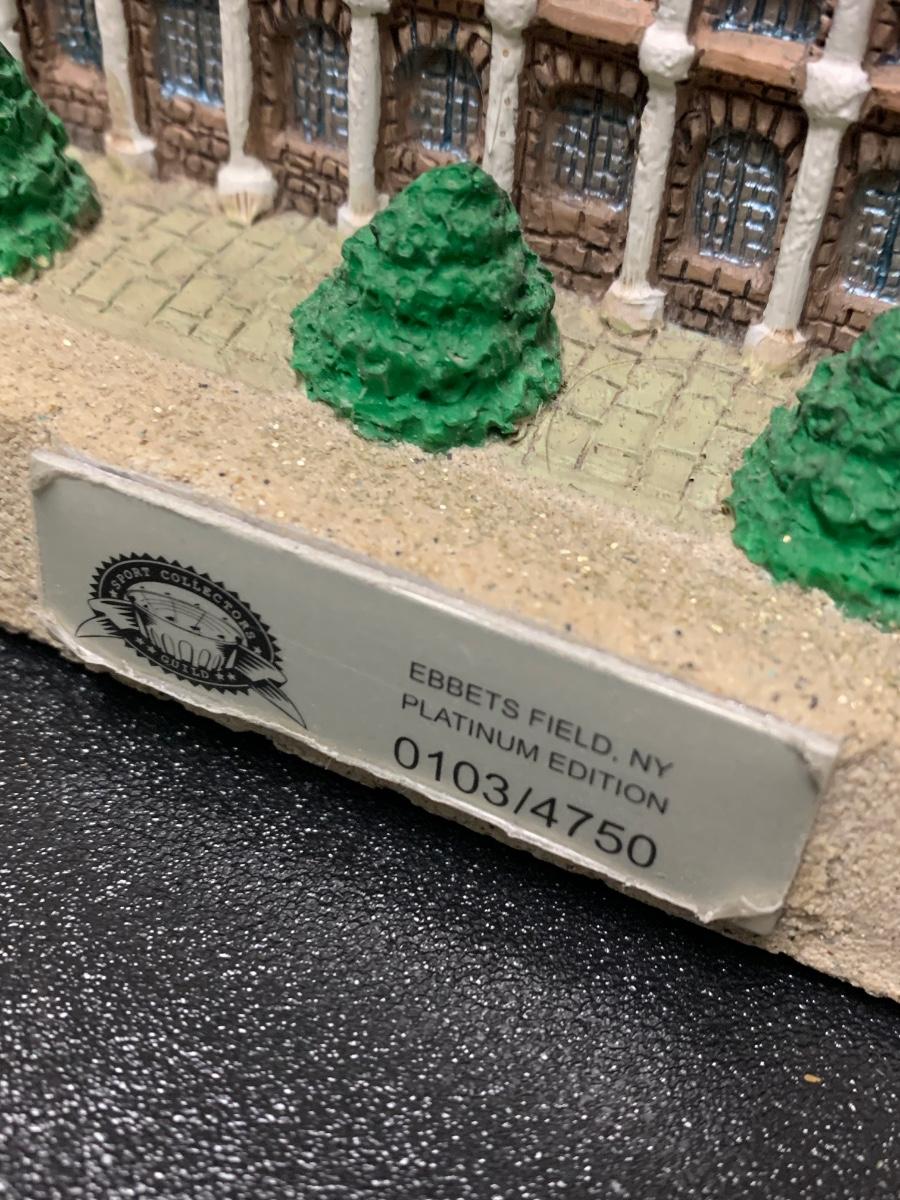 SPORT COLLECTORS
GUILD
EBBETS FIELD. NY
PLATINUM EDITION
0103/4750